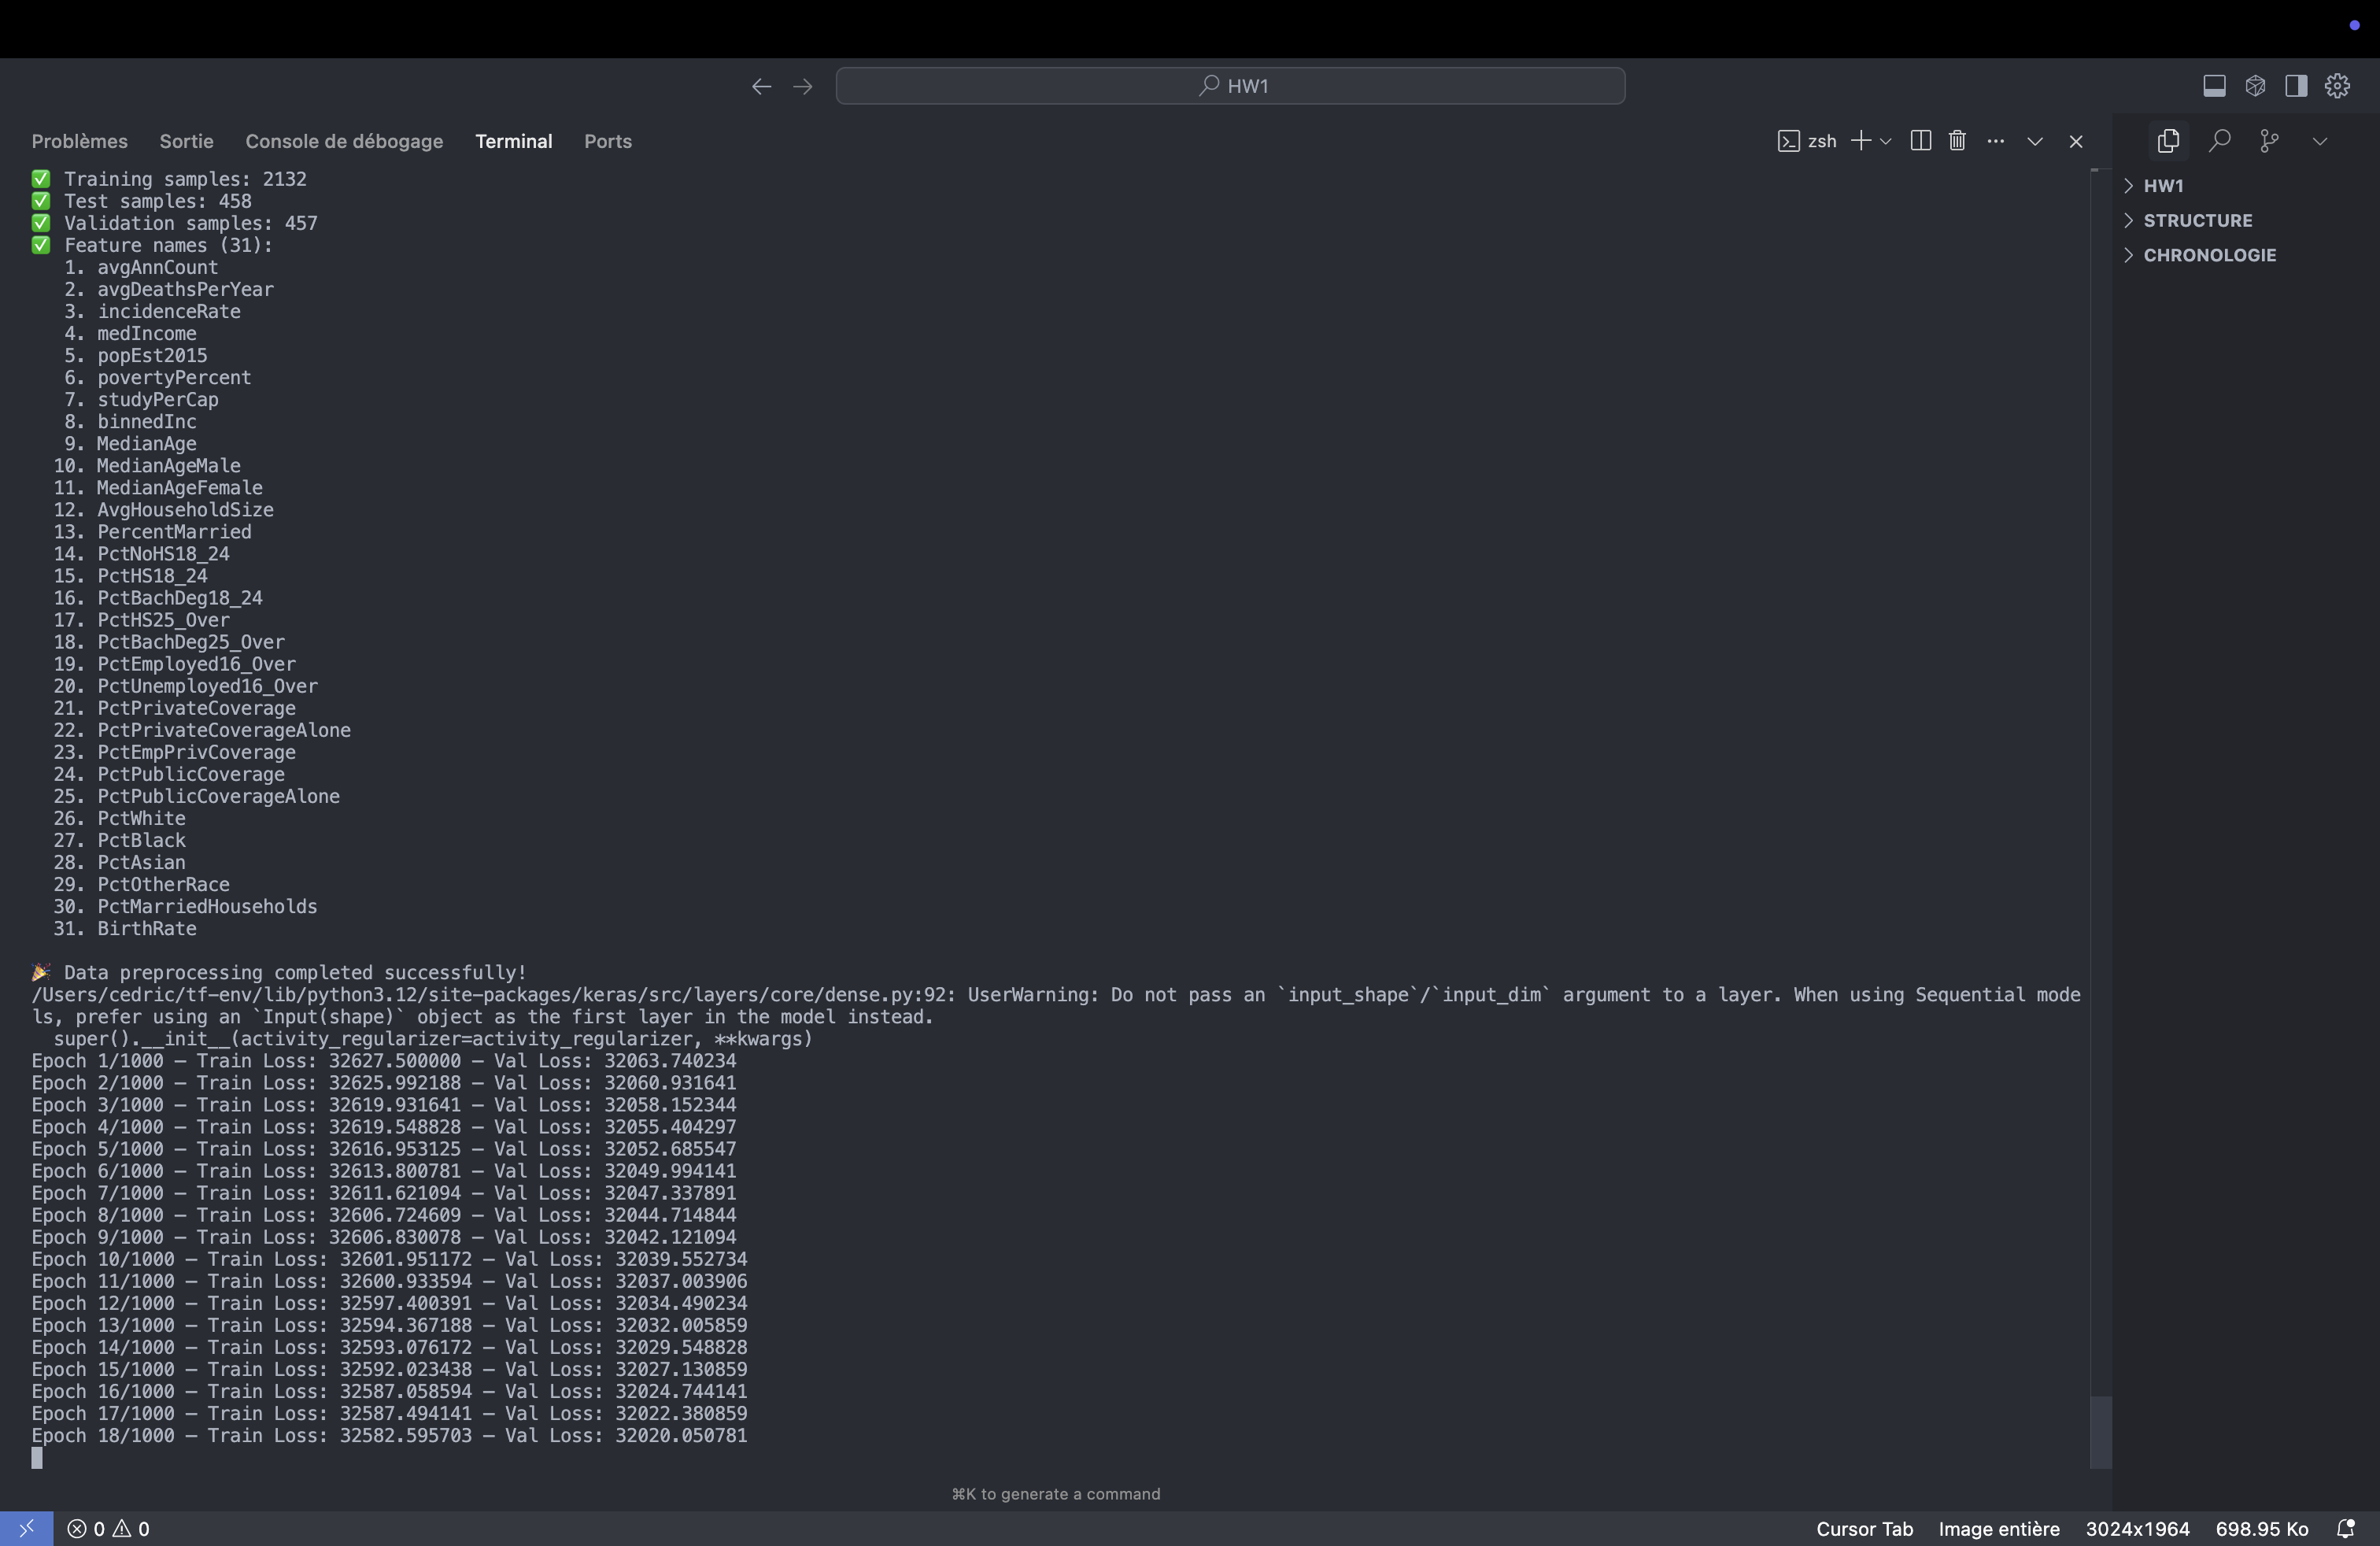 HW1
Problèmes Sortie Console de débogage Terminal Ports
zsh
HW1
STRUCTURE
CHRONOLOGIE
✅ Training samples: 2132
✅ Test samples: 458
✅ Validation samples: 457
✅ Feature names (31):
1. avgAnnCount
2. avgDeathsPerYear
3. incidenceRate
4. medIncome
5. popEst2015
6. povertyPercent
7. studyPerCap
8. binnedInc
9. MedianAge
10. MedianAgeMale
11. MedianAgeFemale
12. AvgHouseholdSize
13. PercentMarried
14. PctNoHS18_24
15. PctHS18_24
16. PctBachDeg18_24
17. PctHS25_Over
18. PctBachDeg25_Over
19. PctEmployed16_Over
20. PctUnemployed16_Over
21. PctPrivateCoverage
22. PctPrivateCoverageAlone
23. PctEmpPrivCoverage
24. PctPublicCoverage
25. PctPublicCoverageAlone
26. PctWhite
27. PctBlack
28. PctAsian
29. PctOtherRace
30. PctMarriedHouseholds
31. BirthRate
🎉 Data preprocessing completed successfully!
/Users/cedric/tf-env/lib/python3.12/site-packages/keras/src/layers/core/dense.py:92: UserWarning: Do not pass an `input_shape`/`input_dim` argument to a layer. When using Sequential mode
ls, prefer using an `Input(shape)` object as the first layer in the model instead.
super().__init__(activity_regularizer=activity_regularizer, **kwargs)
Epoch 1/1000 — Train Loss: 32627.500000 — Val Loss: 32063.740234
Epoch 2/1000 — Train Loss: 32625.992188 — Val Loss: 32060.931641
Epoch 3/1000 — Train Loss: 32619.931641 — Val Loss: 32058.152344
Epoch 4/1000 — Train Loss: 32619.548828 — Val Loss: 32055.404297
Epoch 5/1000 — Train Loss: 32616.953125 — Val Loss: 32052.685547
Epoch 6/1000 — Train Loss: 32613.800781 — Val Loss: 32049.994141
Epoch 7/1000 — Train Loss: 32611.621094 — Val Loss: 32047.337891
Epoch 8/1000 — Train Loss: 32606.724609 — Val Loss: 32044.714844
Epoch 9/1000 — Train Loss: 32606.830078 — Val Loss: 32042.121094
Epoch 10/1000 — Train Loss: 32601.951172 — Val Loss: 32039.552734
Epoch 11/1000 — Train Loss: 32600.933594 — Val Loss: 32037.003906
Epoch 12/1000 — Train Loss: 32597.400391 — Val Loss: 32034.490234
Epoch 13/1000 — Train Loss: 32594.367188 — Val Loss: 32032.005859
Epoch 14/1000 — Train Loss: 32593.076172 — Val Loss: 32029.548828
Epoch 15/1000 — Train Loss: 32592.023438 — Val Loss: 32027.130859
Epoch 16/1000 — Train Loss: 32587.058594 — Val Loss: 32024.744141
Epoch 17/1000 — Train Loss: 32587.494141 — Val Loss: 32022.380859
Epoch 18/1000 — Train Loss: 32582.595703 — Val Loss: 32020.050781
⌘K to generate a command
0 0 Cursor Tab Image entière 3024x1964 698.95 Ko